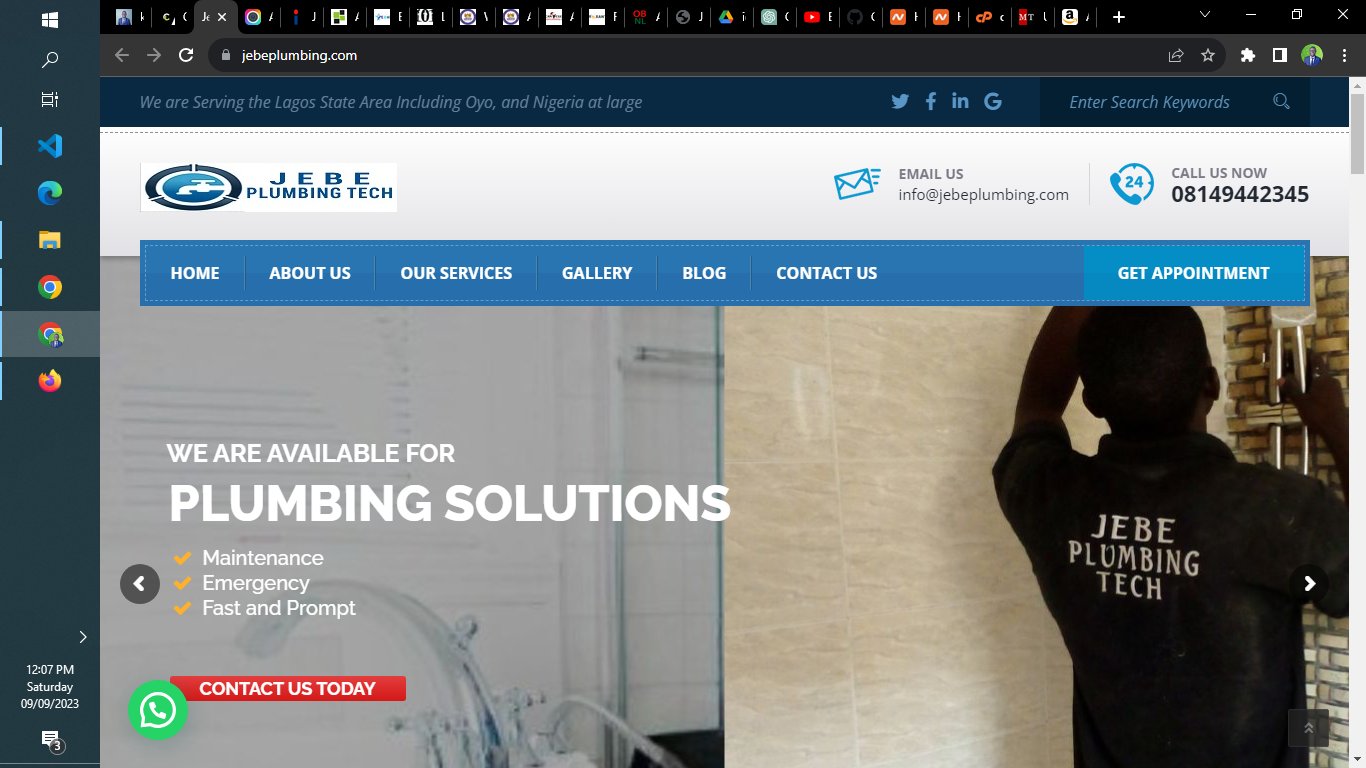 jebeplumbing.com
We are Serving the Lagos State Area Including Oyo, and Nigeria at large
Enter Search Keywords
JEBE
PLUMBING TECH
EMAIL US
info@jebeplumbing.com
24
CALL US NOW
08149442345
HOME
ABOUT US
OUR SERVICES
GALLERY
BLOG
CONTACT US
GET APPOINTMENT
WE ARE AVAILABLE FOR
PLUMBING SOLUTIONS
Maintenance
Emergency
Fast and Prompt
CONTACT US TODAY
JEBE
PLUMBING
TECH
12:07 PM
Saturday
09/09/2023
3